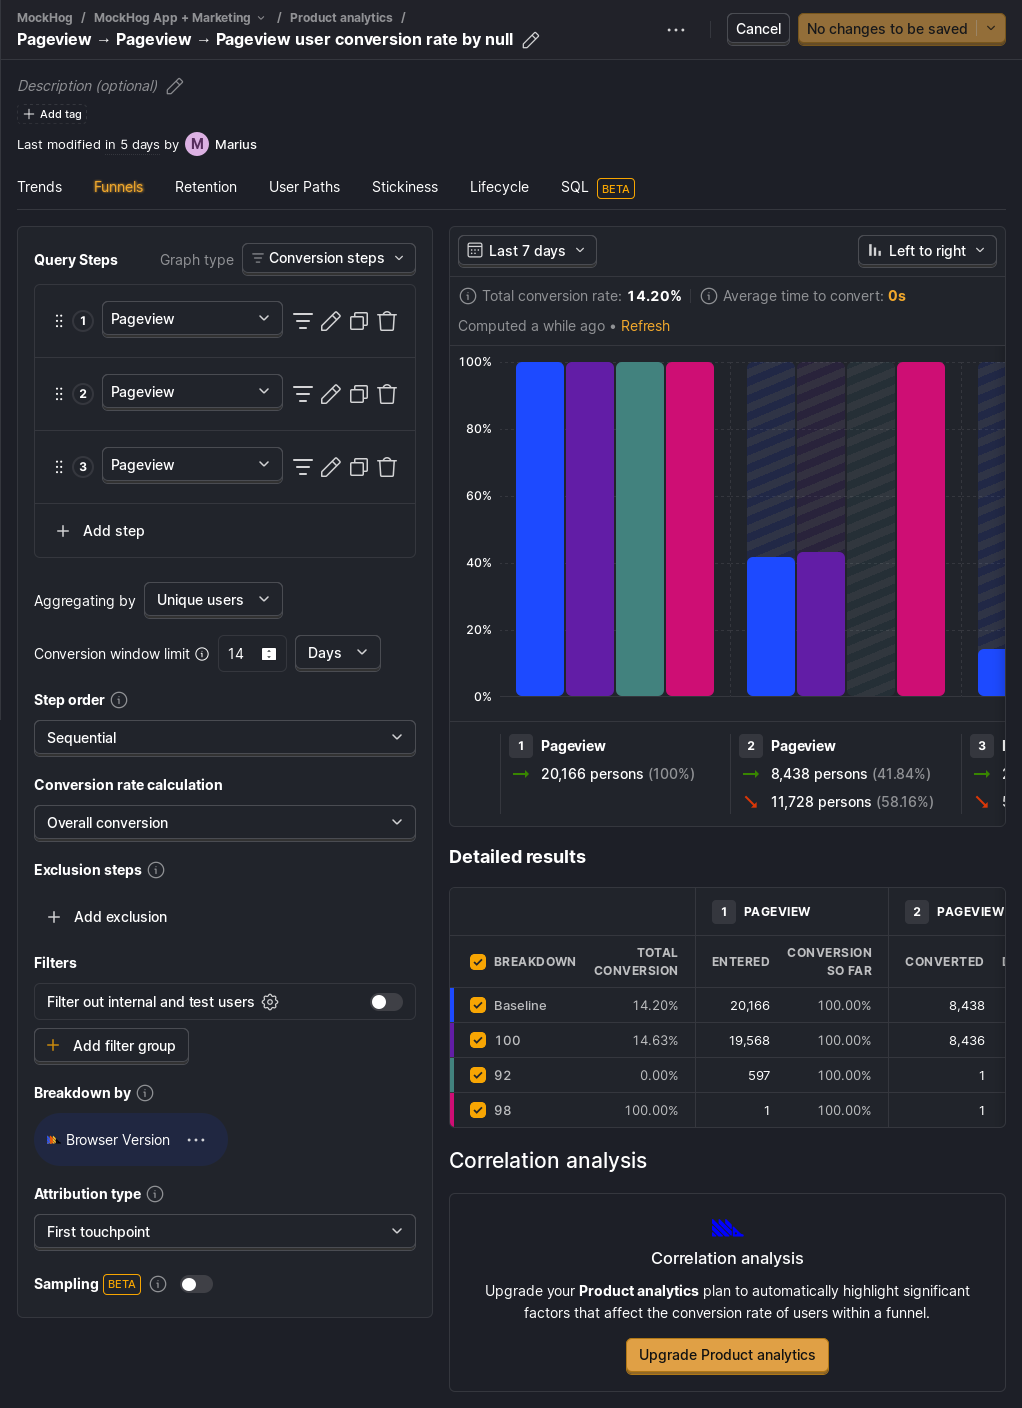 MockHog / MockHog App + Marketing / Product analytics /
Pageview → Pageview → Pageview user conversion rate by null
Cancel
No changes to be saved
Description (optional)
Add tag
Last modified in 5 days by M Marius
Trends Funnels Retention User Paths Stickiness Lifecycle SQL BETA
Query Steps
Graph type Conversion steps
1 Pageview
2 Pageview
3 Pageview
Add step
Aggregating by Unique users
Conversion window limit 14 Days
Step order
Sequential
Conversion rate calculation
Overall conversion
Exclusion steps
Add exclusion
Filters
Filter out internal and test users
Add filter group
Breakdown by
Browser Version
Attribution type
First touchpoint
Sampling BETA
Last 7 days
Left to right
Total conversion rate: 14.20% Average time to convert: 0s
Computed a while ago • Refresh
100%
80%
60%
40%
20%
0%
1 Pageview
20,166 persons (100%)
2 Pageview
8,438 persons (41.84%)
11,728 persons (58.16%)
3
Detailed results
1 PAGEVIEW 2 PAGEVIEW
BREAKDOWN TOTAL CONVERSION ENTERED CONVERSION SO FAR CONVERTED
Baseline 14.20% 20,166 100.00% 8,438
100 14.63% 19,568 100.00% 8,436
92 0.00% 597 100.00% 1
98 100.00% 1 100.00% 1
Correlation analysis
Correlation analysis
Upgrade your Product analytics plan to automatically highlight significant
factors that affect the conversion rate of users within a funnel.
Upgrade Product analytics